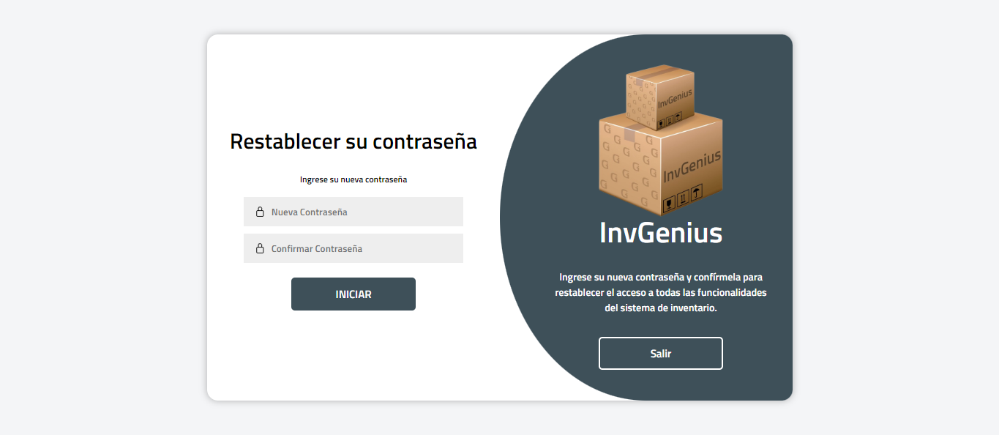 Restablecer su contraseña
Ingrese su nueva contraseña
Nueva Contraseña
Confirmar Contraseña
INICIAR
InvGenius
InvGenius
InvGenius
Ingrese su nueva contraseña y confírmela para
restablecer el acceso a todas las funcionalidades
del sistema de inventario.
Salir